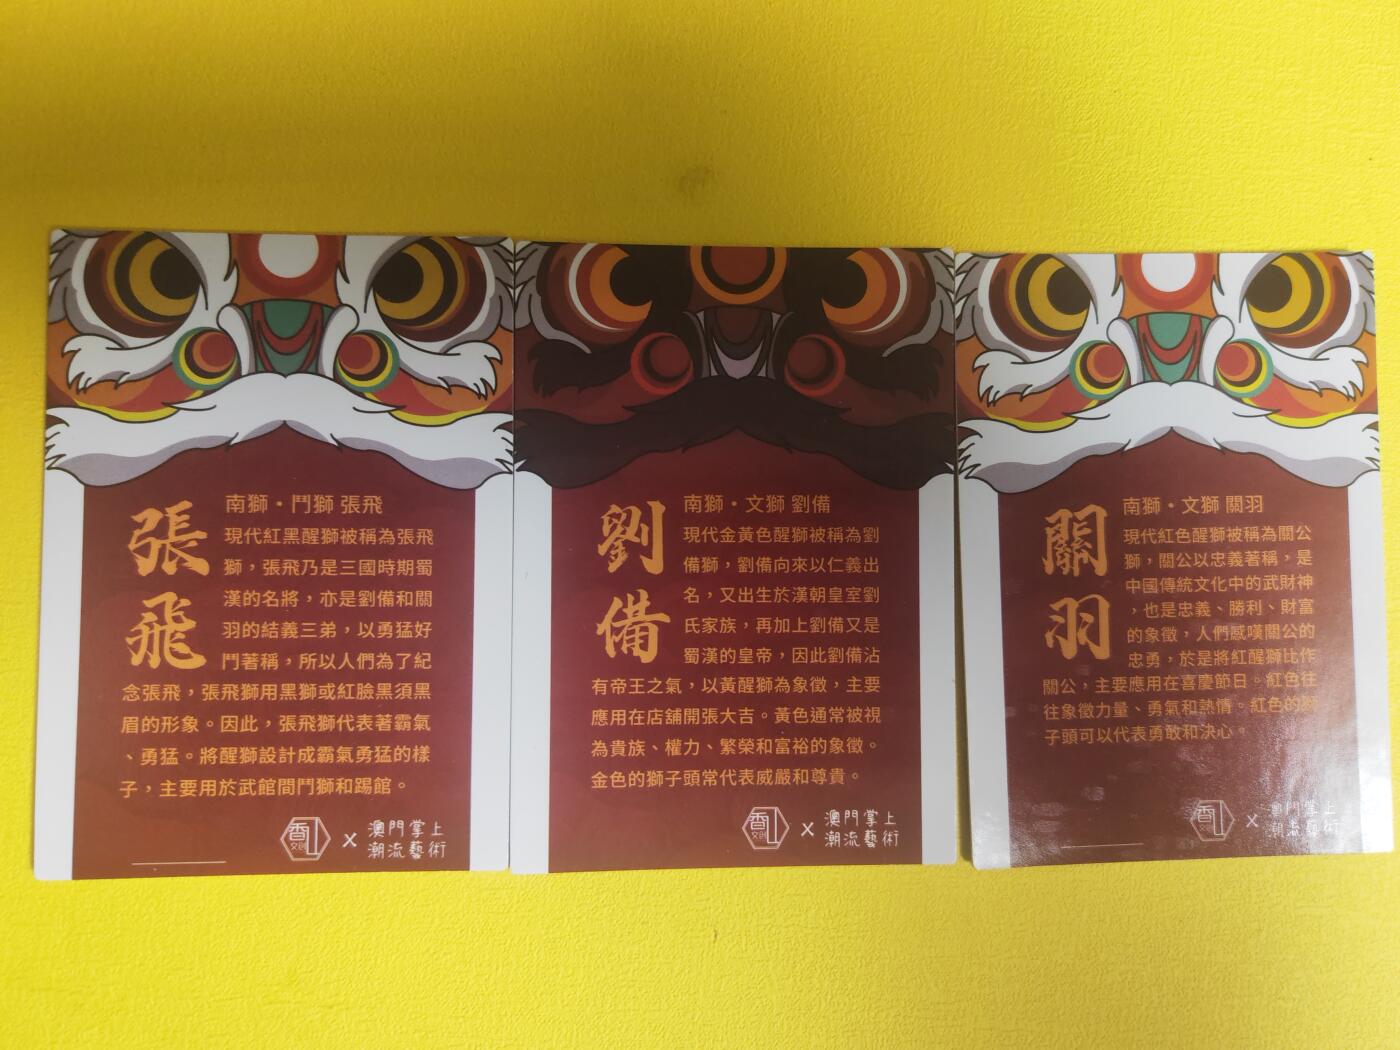 張飛
南獅·鬥獅 張飛
現代紅黑醒獅被稱為張飛
獅，張飛乃是三國時期蜀
漢的名將，亦是劉備和關
羽的結義三弟，以勇猛好
鬥著稱，所以人們為了紀
念張飛，張飛獅用黑獅或紅臉黑須黑
眉的形象。因此，張飛獅代表著霸氣
、勇猛。將醒獅設計成霸氣勇猛的樣
子，主要用於武館間鬥獅和踢館。
香山
文創
X
澳門掌上
潮流藝術
劉備
南獅·文獅 劉備
現代金黃色醒獅被稱為劉
備獅，劉備向來以仁義出
名，又出生於漢朝皇室劉
氏家族，再加上劉備又是
蜀漢的皇帝，因此劉備沾
有帝王之氣，以黃醒獅為象徵，主要
應用在店舖開張大吉。黃色通常被視
為貴族、權力、繁榮和富裕的象徵。
金色的獅子頭常代表威嚴和尊貴。
香山
文創
X
澳門掌上
潮流藝術
關羽
南獅·文獅 關羽
現代紅色醒獅被稱為關公
獅，關公以忠義著稱，是
中國傳統文化中的武財神
，也是忠義、勝利、財富
的象徵，人們感嘆關公的
忠勇，於是將紅醒獅比作
關公，主要應用在喜慶節日。紅色往
往象徵力量、勇氣和熱情。紅色的獅
子頭可以代表勇敢和決心。
香山
文創
X
澳門掌上
潮流藝術